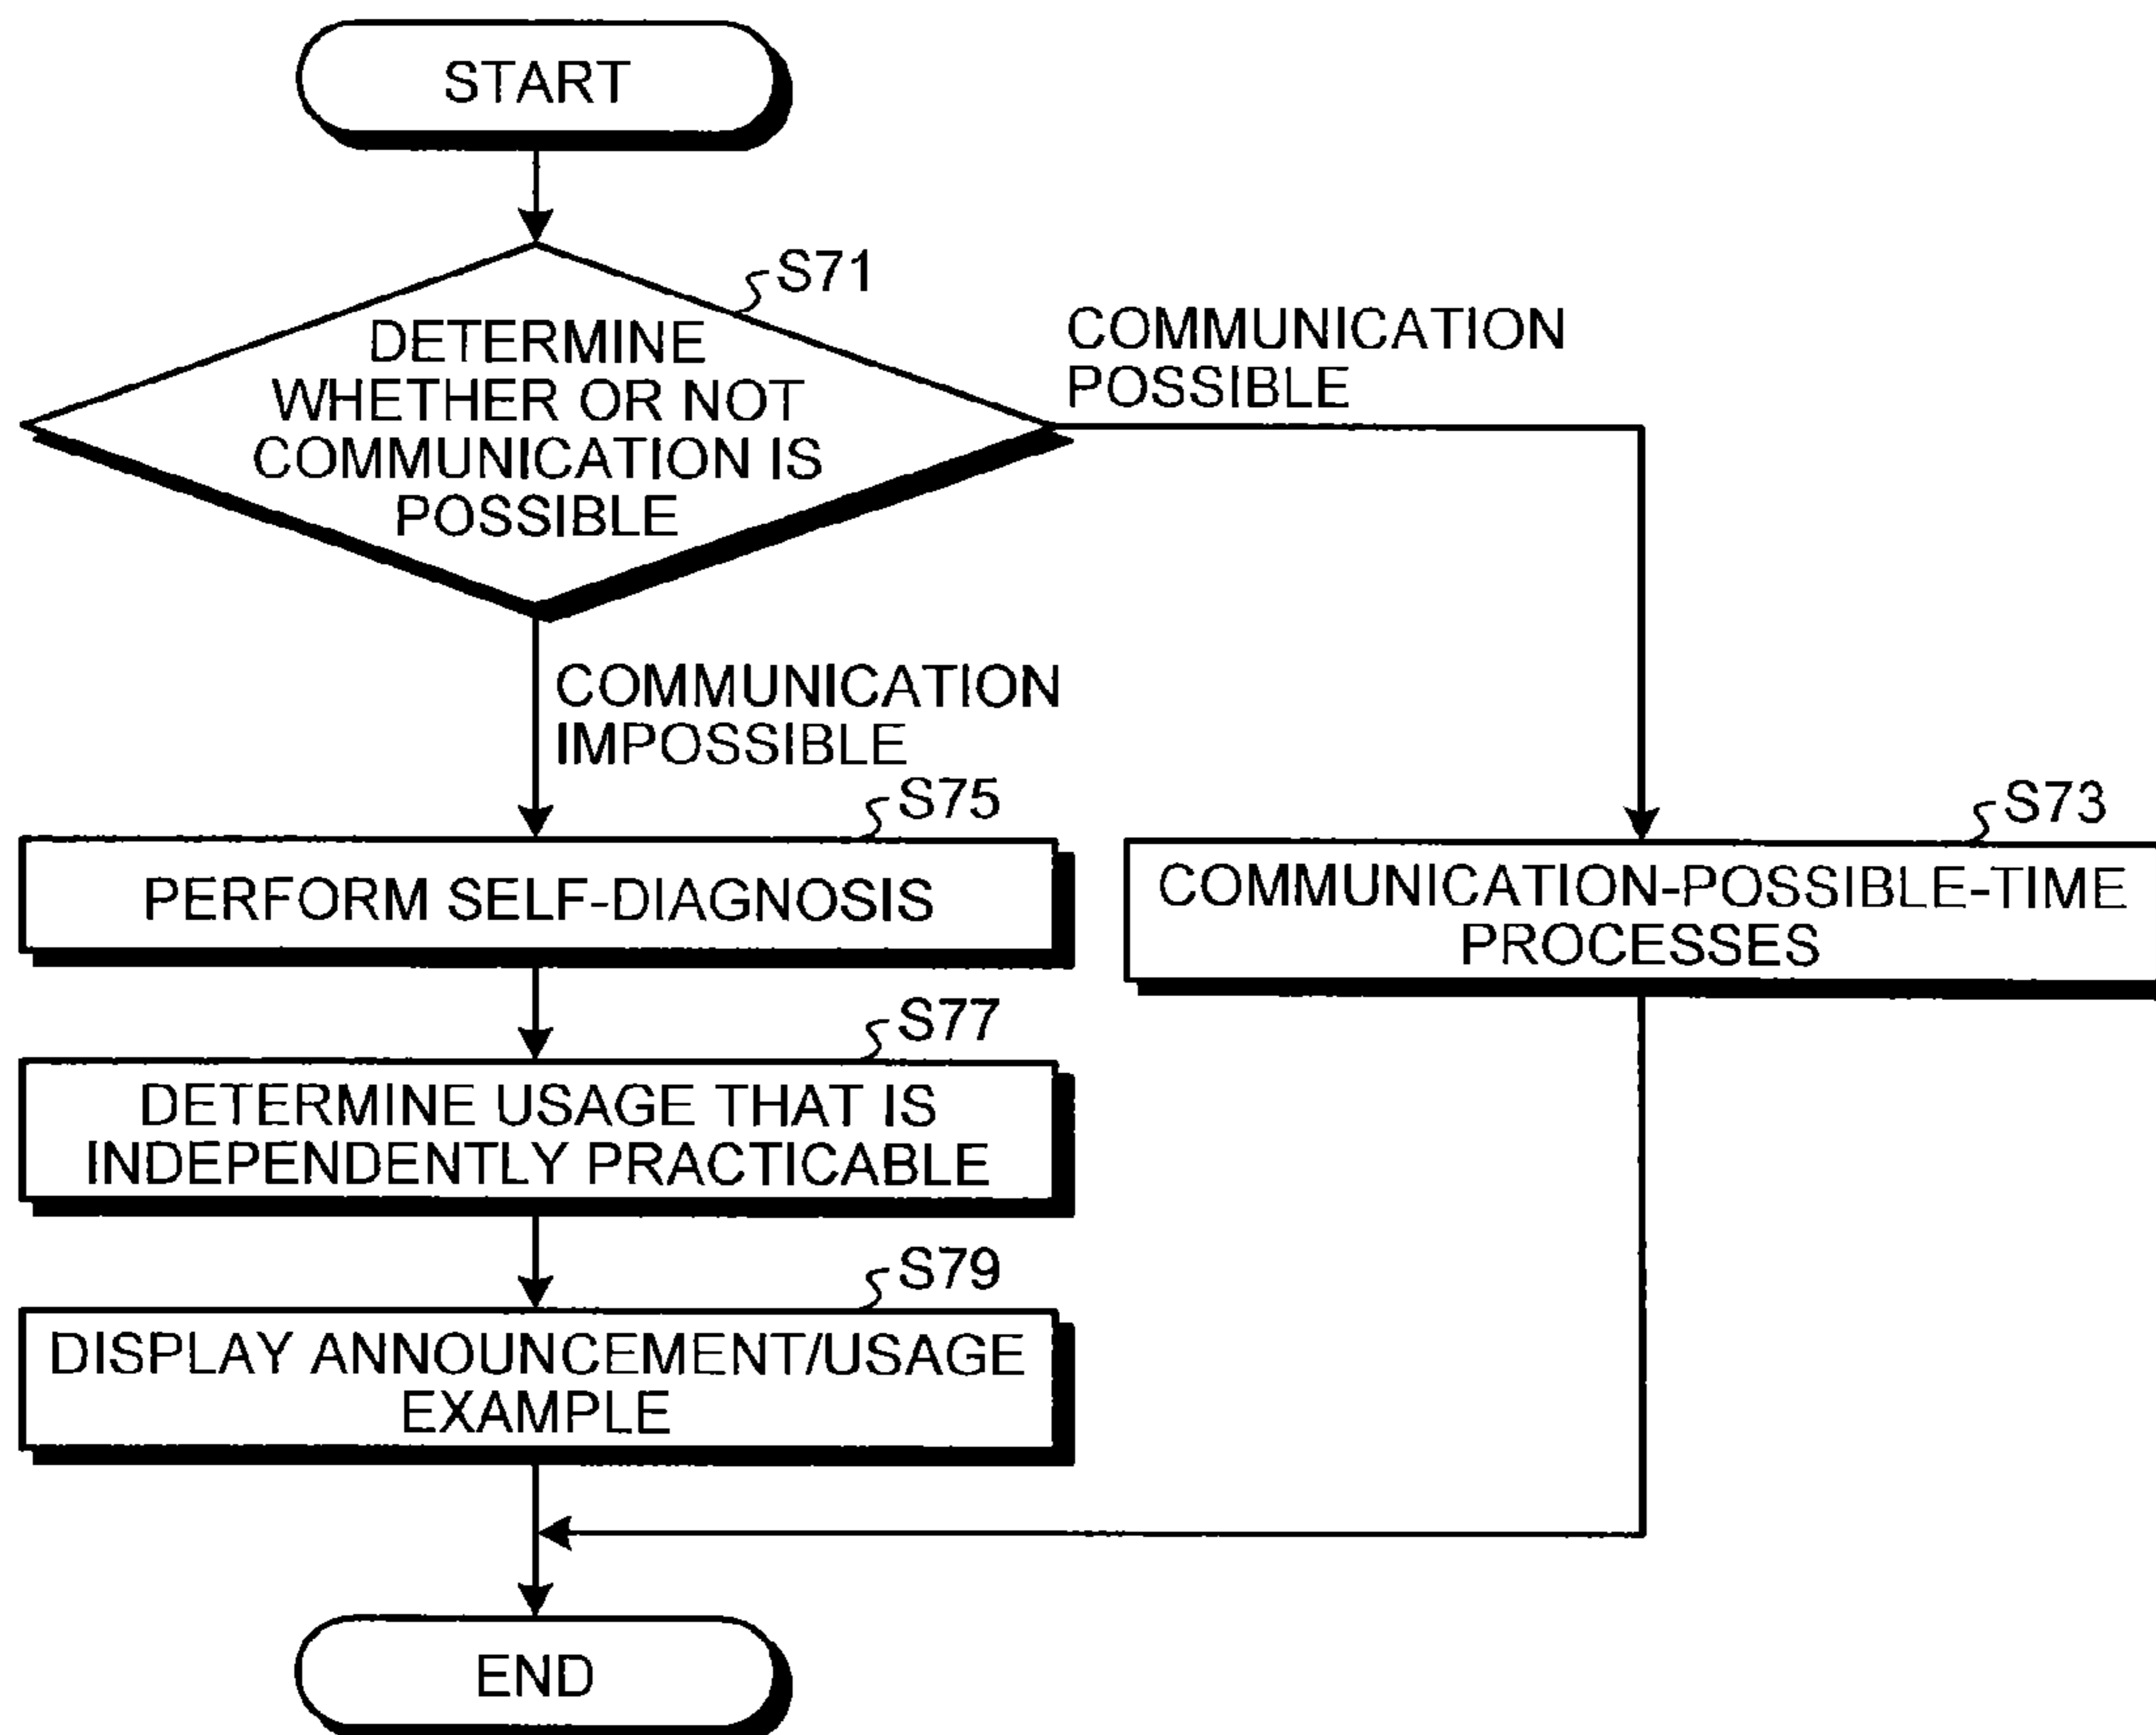 START
S71
DETERMINE
WHETHER OR NOT
COMMUNICATION IS
POSSIBLE
COMMUNICATION
POSSIBLE
COMMUNICATION
IMPOSSIBLE
S75
PERFORM SELF-DIAGNOSIS
S73
COMMUNICATION-POSSIBLE-TIME
PROCESSES
S77
DETERMINE USAGE THAT IS
INDEPENDENTLY PRACTICABLE
S79
DISPLAY ANNOUNCEMENT/USAGE
EXAMPLE
END